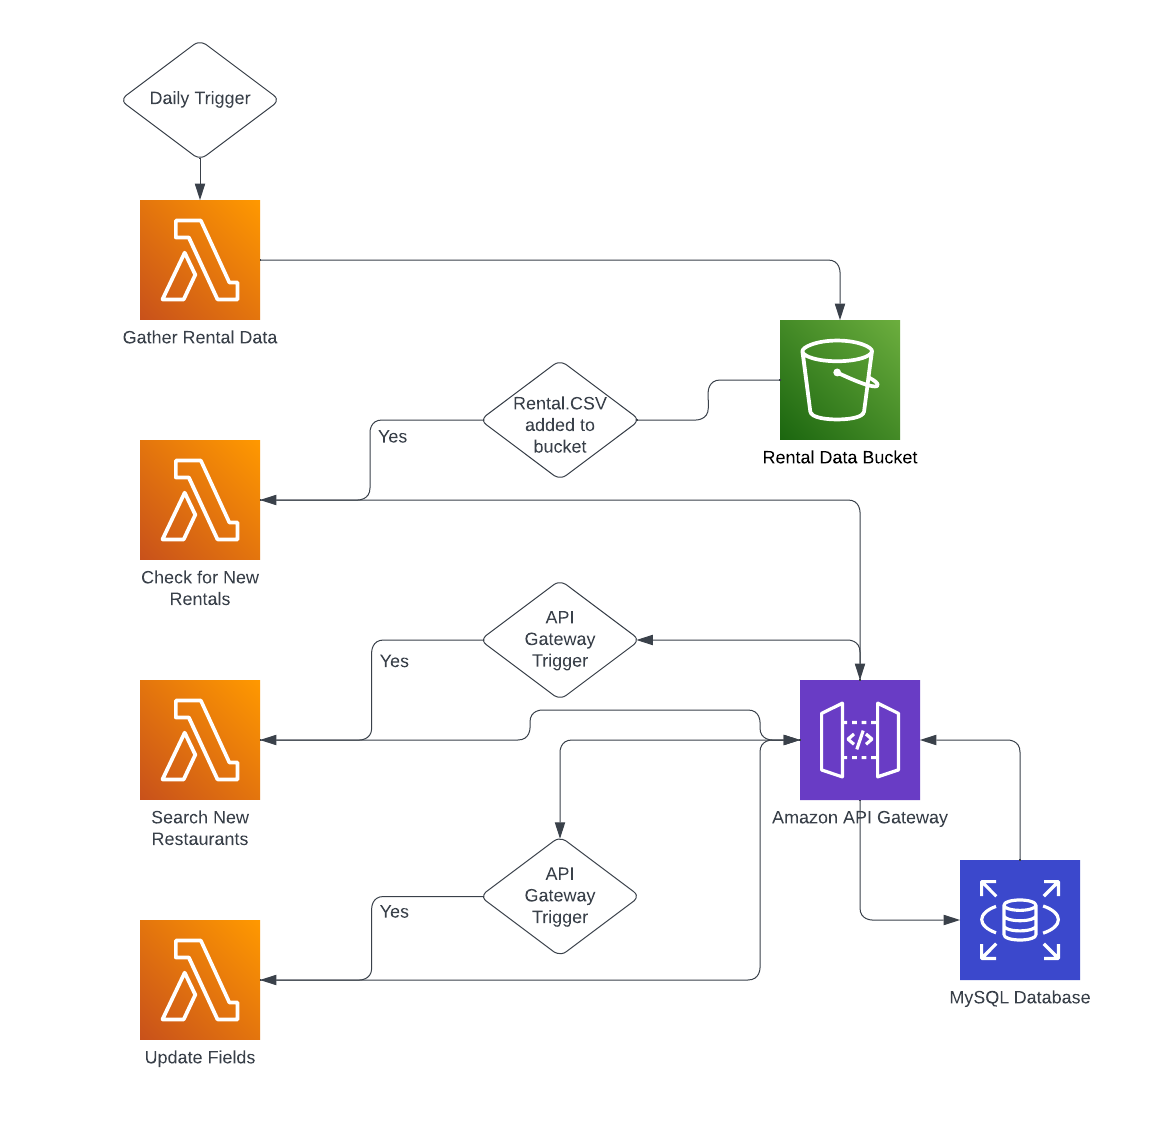 Daily Trigger
Gather Rental Data
Rental.CSV
added to
bucket
Yes
Rental Data Bucket
Check for New
Rentals
API
Gateway
Trigger
Yes
Search New
Restaurants
Amazon API Gateway
API
Gateway
Trigger
Yes
MySQL Database
Update Fields